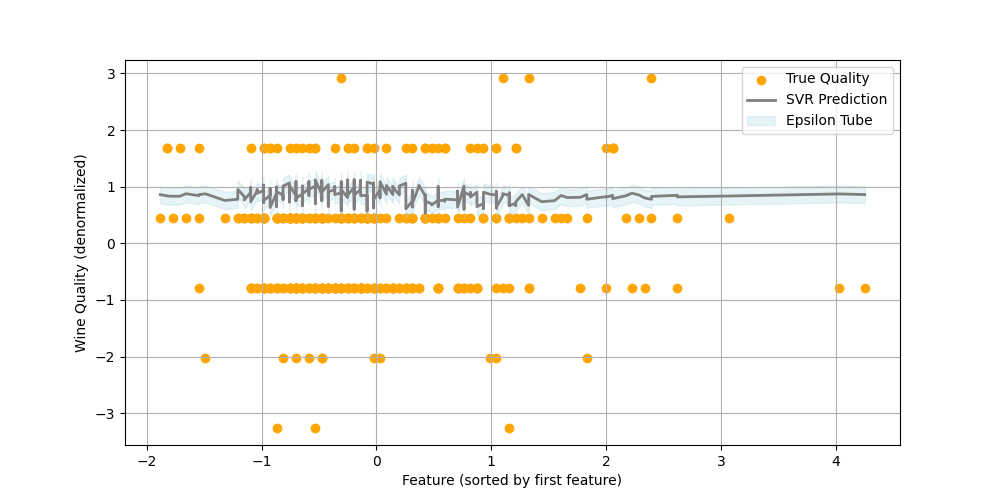 3
2
1
0
−1
−2
−3
Wine Quality (denormalized)
True Quality
SVR Prediction
Epsilon Tube
−2
−1
0
1
2
3
4
Feature (sorted by first feature)